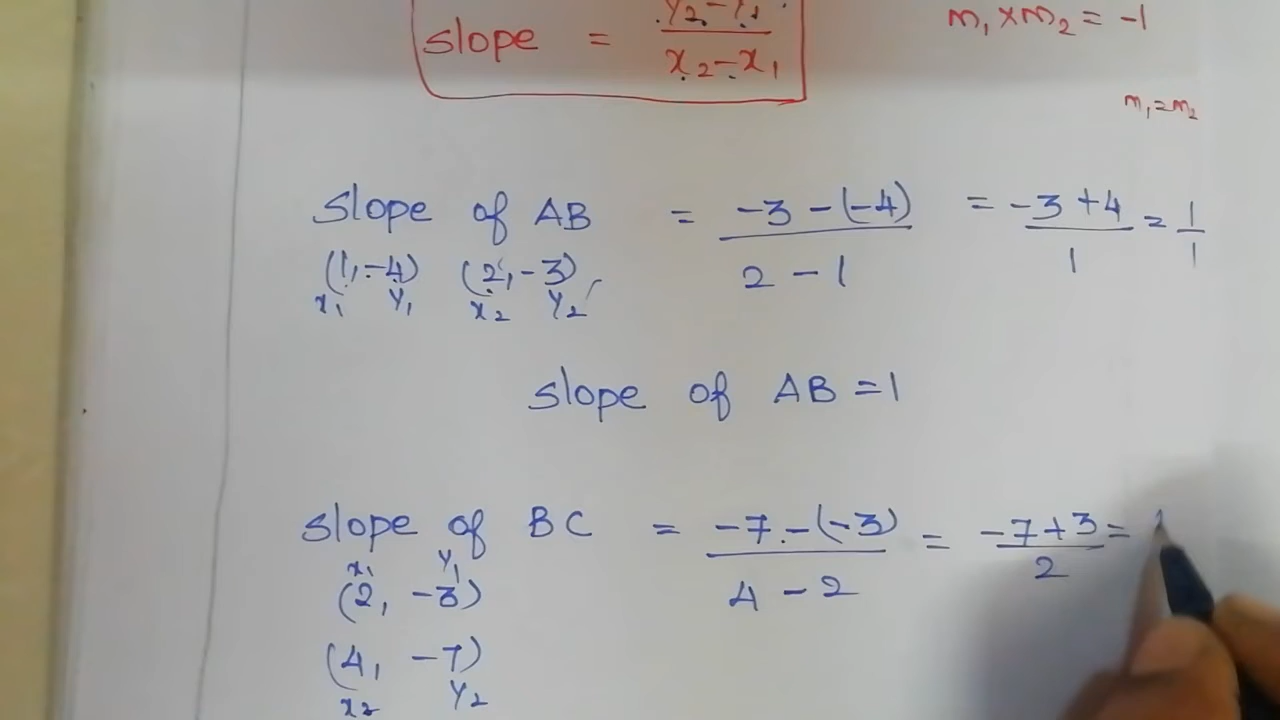 slope = y₂-y₁ / x₂-x₁
m₁ × m₂ = -1
m₁=m₂
slope of AB = -3-(-4) / 2-1 = -3+4 / 1 = 1/1
(1,-4) (2,-3)
x₁ y₁ x₂ y₂
slope of AB=1
slope of BC = -7-(-3) / 4-2 = -7+3 / 2 =
x₁ y₁
(2, -3)
(4, -7)
x₂ y₂